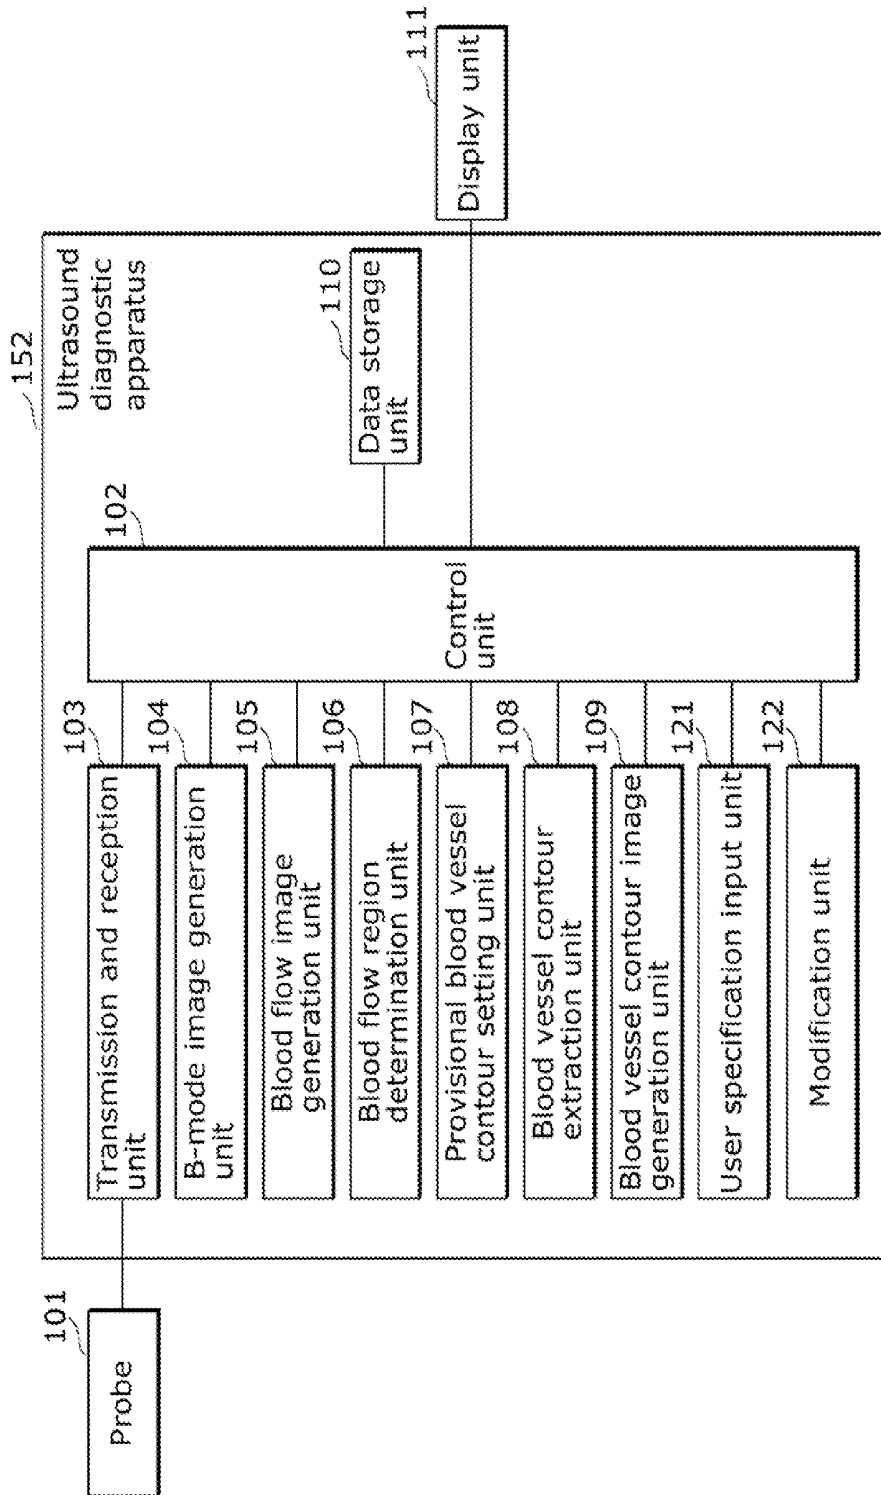 152
Ultrasound
diagnostic
apparatus
101
Probe
103
Transmission and reception
unit
104
B-mode image generation
unit
105
Blood flow image
generation unit
106
Blood flow region
determination unit
107
Provisional blood vessel
contour setting unit
108
Blood vessel contour
extraction unit
109
Blood vessel contour image
generation unit
121
User specification input unit
122
Modification unit
102
Control
unit
110
Data storage
unit
111
Display unit